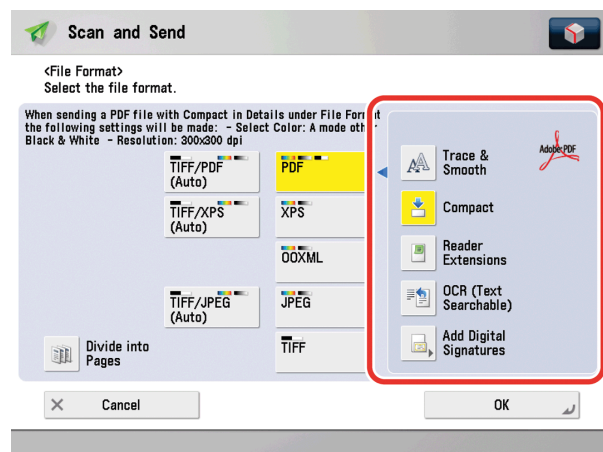 Scan and Send
<File Format>
Select the file format.
When sending a PDF file with Compact in Details under File Format
the following settings will be made: - Select Color: A mode other
Black & White - Resolution: 300x300 dpi
TIFF/PDF
(Auto)
PDF
TIFF/XPS
(Auto)
XPS
OOXML
TIFF/JPEG
(Auto)
JPEG
Divide into
Pages
TIFF
Adobe PDF
Trace &
Smooth
Compact
Reader
Extensions
OCR (Text
Searchable)
Add Digital
Signatures
Cancel
OK